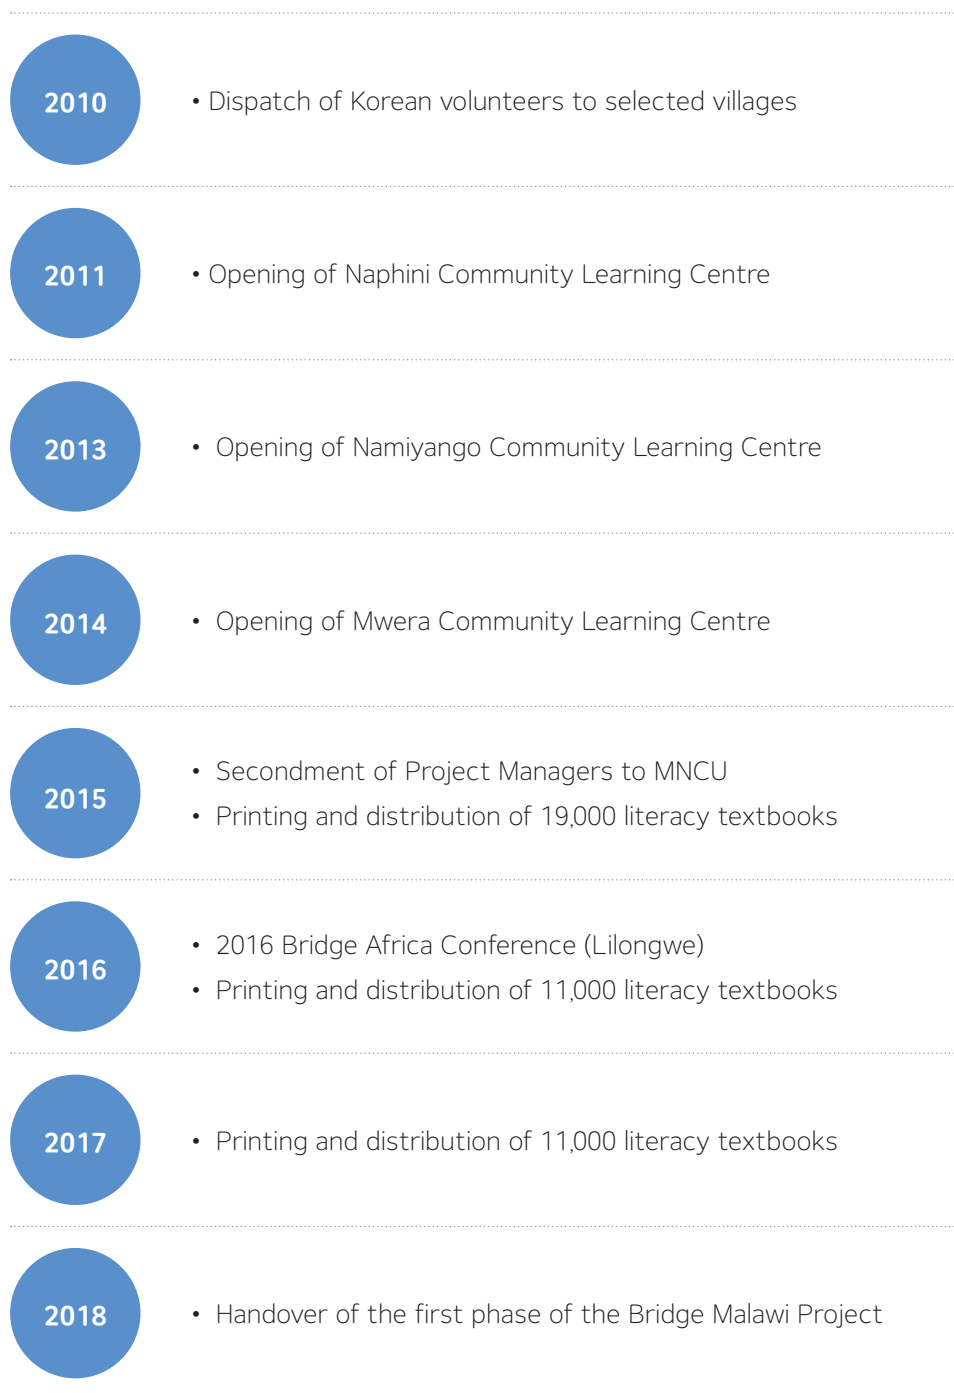 2010
• Dispatch of Korean volunteers to selected villages
2011
• Opening of Naphini Community Learning Centre
2013
• Opening of Namiyango Community Learning Centre
2014
• Opening of Mwera Community Learning Centre
2015
• Secondment of Project Managers to MNCU
• Printing and distribution of 19,000 literacy textbooks
2016
• 2016 Bridge Africa Conference (Lilongwe)
• Printing and distribution of 11,000 literacy textbooks
2017
• Printing and distribution of 11,000 literacy textbooks
2018
• Handover of the first phase of the Bridge Malawi Project